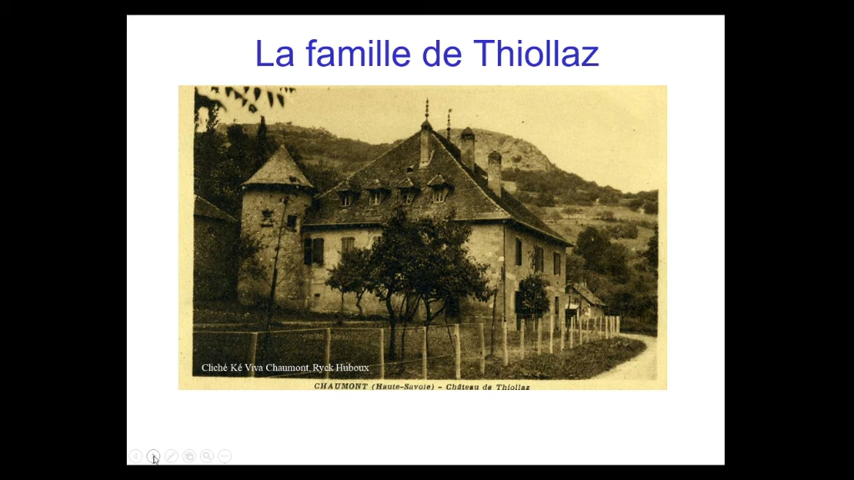 La famille de Thiollaz
Cliché Ké Viva Chaumont, Ryck Huboux
CHAUMONT (Haute-Savoie) - Château de Thiollaz